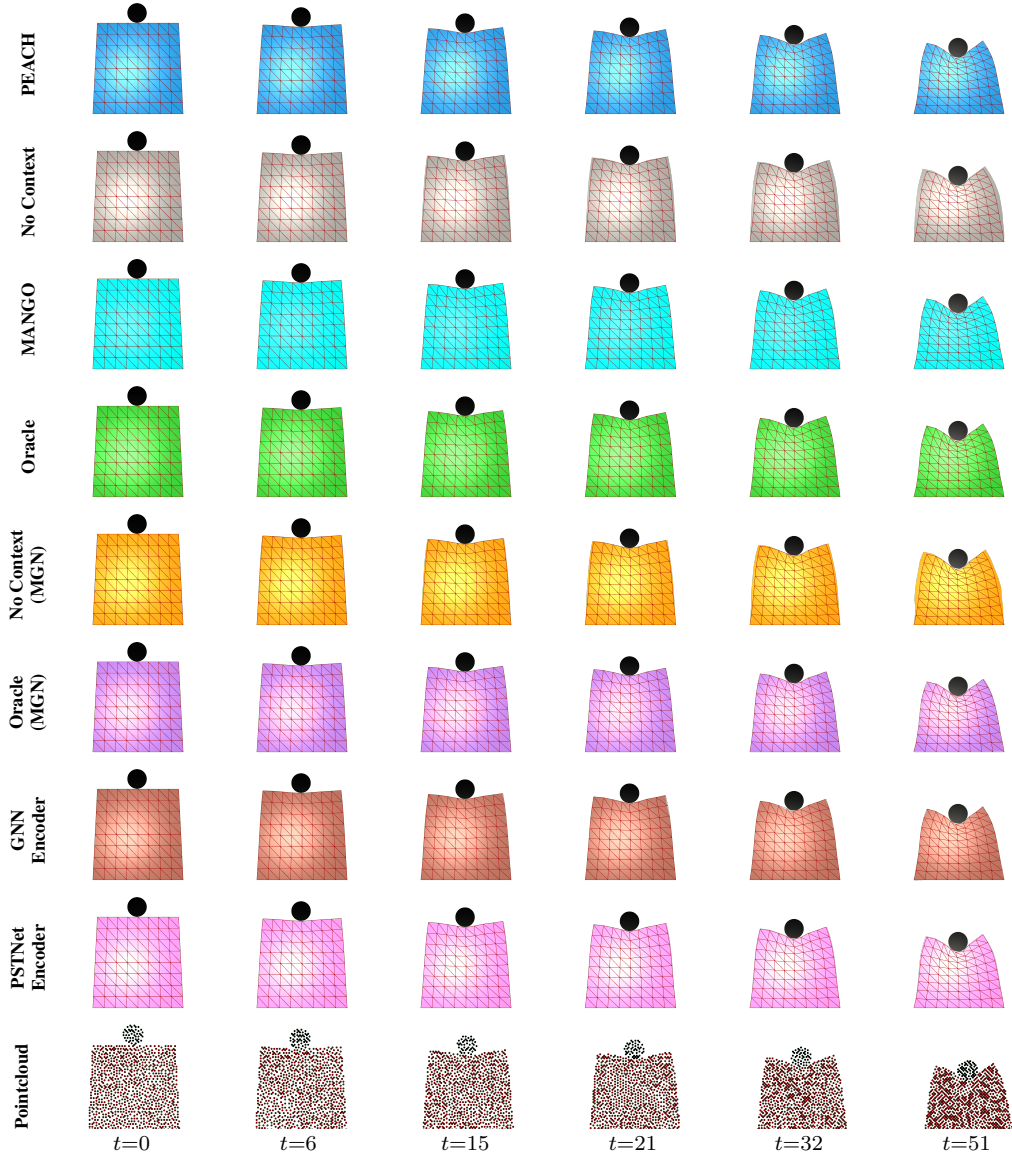 PEACH
No Context
MANGO
Oracle
No Context
(MGN)
Oracle
(MGN)
GNN
Encoder
PSTNet
Encoder
Pointcloud
t=0
t=6
t=15
t=21
t=32
t=51